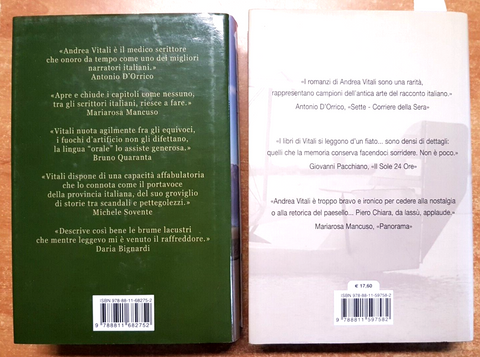 «Andrea Vitali è il medico scrittore
che onoro da tempo come uno dei migliori
narratori italiani.»
Antonio D'Orrico
«Apre e chiude i capitoli come nessuno,
tra gli scrittori italiani, riesce a fare.»
Mariarosa Mancuso
«Vitali nuota agilmente fra gli equivoci,
i fuochi d'artificio non gli difettano,
la lingua "orale" lo assiste generosa.»
Bruno Quaranta
«Vitali dispone di una capacità affabulatoria
che lo connota come il portavoce
della provincia italiana, del suo groviglio
di storie tra scandali e pettegolezzi.»
Michele Sovente
«Descrive così bene le brume lacustri
che mentre leggevo mi è venuto il raffreddore.»
Daria Bignardi
ISBN 978-88-11-68275-2
9 788811 682752
«I romanzi di Andrea Vitali sono una rarità,
rappresentano campioni dell'antica arte del racconto italiano.»
Antonio D'Orrico, «Sette - Corriere della Sera»
«I libri di Vitali si leggono d'un fiato... sono densi di dettagli:
quelli che la memoria conserva facendoci sorridere. Non è poco.»
Giovanni Pacchiano, «Il Sole 24 Ore»
«Andrea Vitali è troppo bravo e ironico per cedere alla nostalgia
o alla retorica del paesello... Piero Chiara, da lassù, applaude.»
Mariarosa Mancuso, «Panorama»
€ 17,60
9 788811 597582